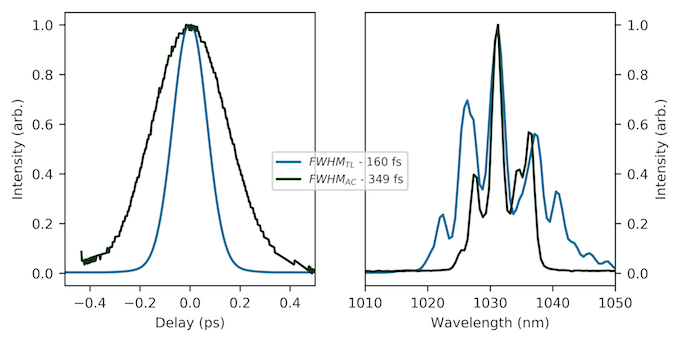 1.0
0.8
0.6
0.4
0.2
0.0
Intensity (arb.)
−0.4 −0.2 0.0 0.2 0.4
Delay (ps)
FWHM_TL - 160 fs
FWHM_AC - 349 fs
1010 1020 1030 1040 1050
Wavelength (nm)
1.0
0.8
0.6
0.4
0.2
0.0
Intensity (arb.)